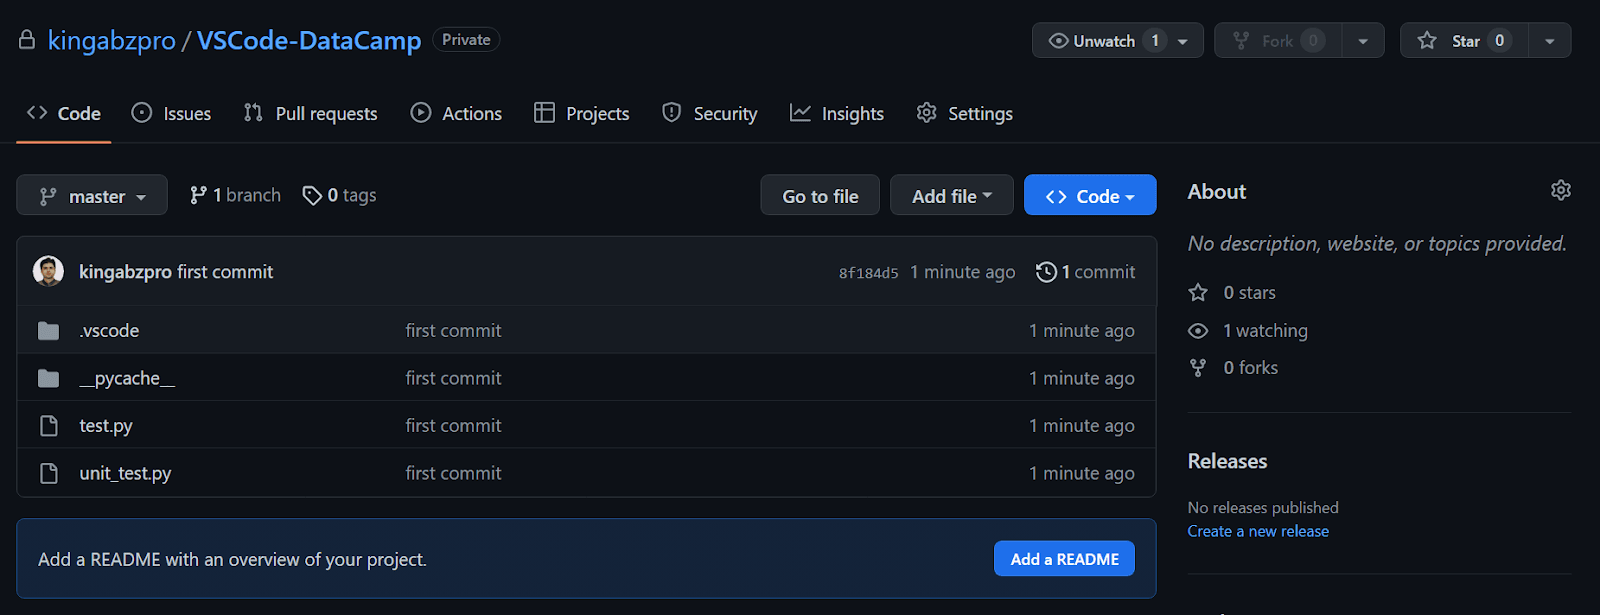 kingabzpro / VSCode-DataCamp Private Unwatch 1 Fork 0 Star 0
Code Issues Pull requests Actions Projects Security Insights Settings
master 1 branch 0 tags Go to file Add file Code
kingabzpro first commit 8f184d5 1 minute ago 1 commit
.vscode first commit 1 minute ago
__pycache__ first commit 1 minute ago
test.py first commit 1 minute ago
unit_test.py first commit 1 minute ago
Add a README with an overview of your project. Add a README
About
No description, website, or topics provided.
0 stars
1 watching
0 forks
Releases
No releases published
Create a new release